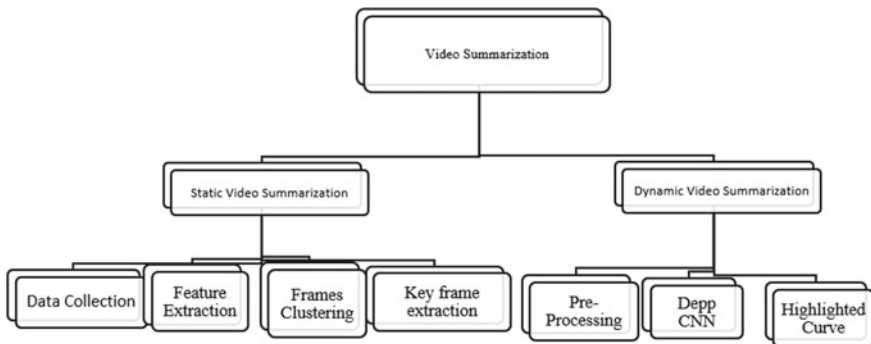 Video Summarization
Static Video Summarization
Dynamic Video Summarization
Data Collection
Feature
Extraction
Frames
Clustering
Key frame
extraction
Pre-
Processing
Depp
CNN
Highlighted
Curve